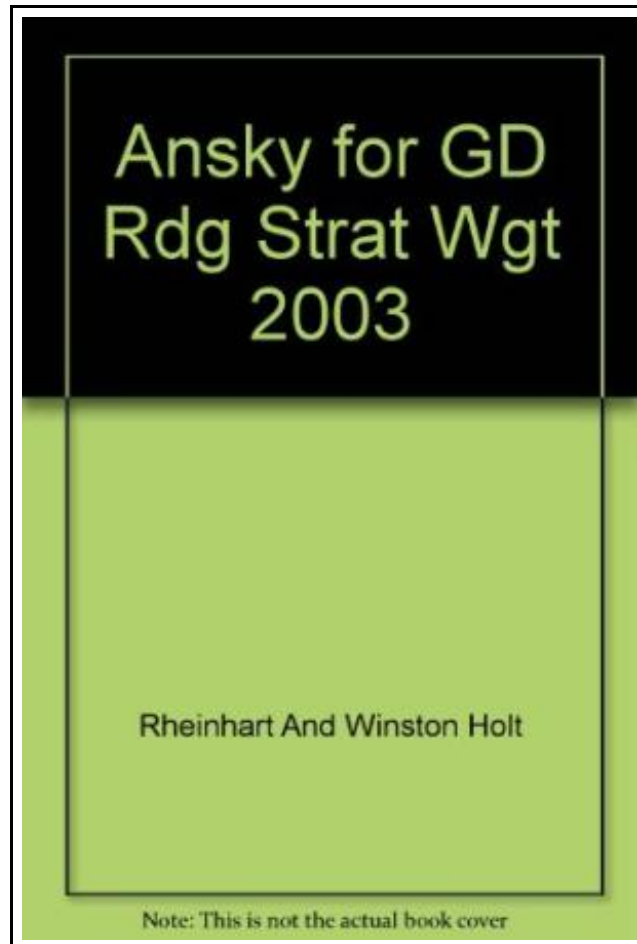 Ansky for GD
Rdg Strat Wgt
2003
Rheinhart And Winston Holt
Note: This is not the actual book cover